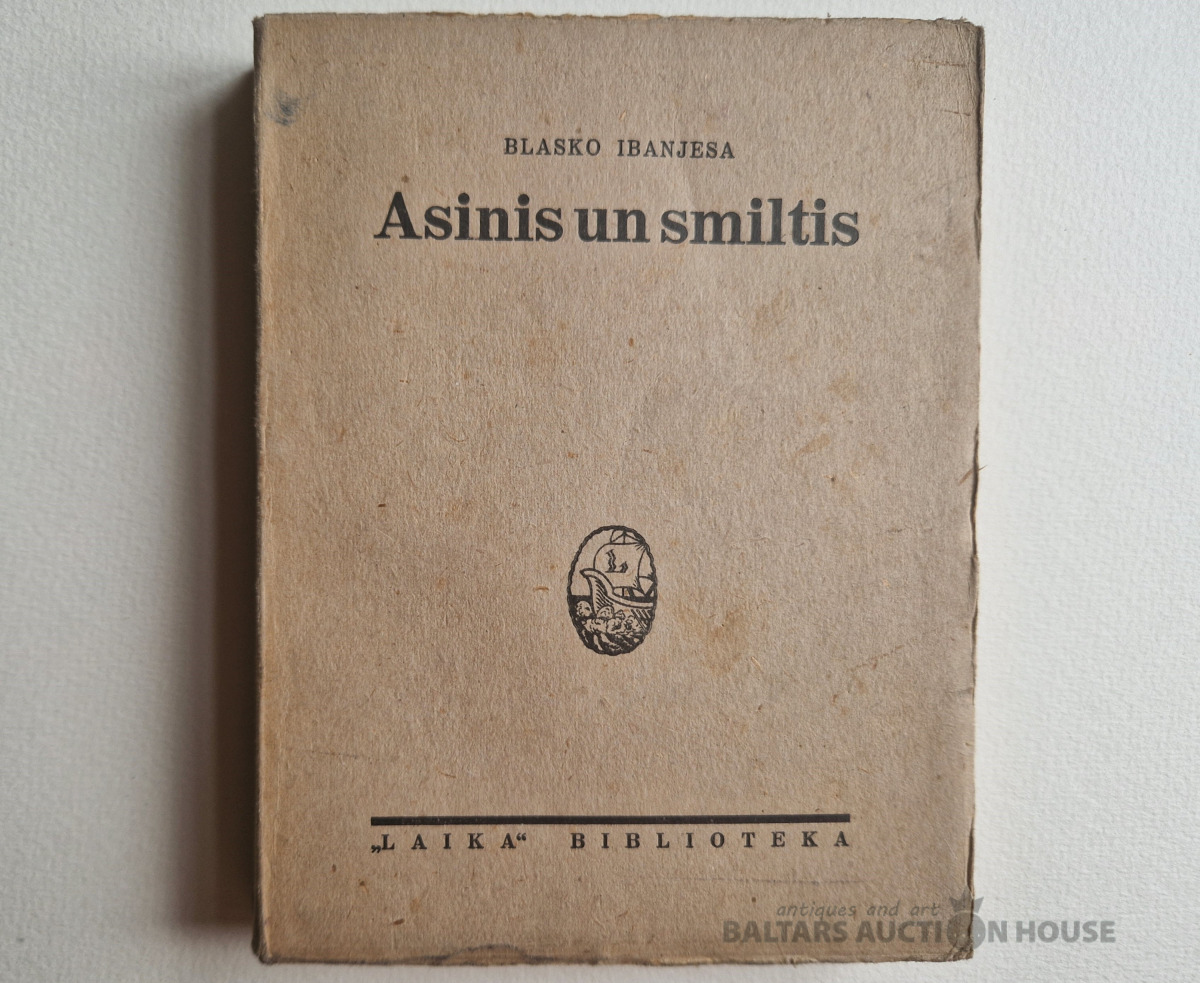 BLASKO IBANJESA
Asinis un smiltis
L
„LAIKA“ BIBLIOTEKA
antiques and art
BALTARS AUCTION HOUSE